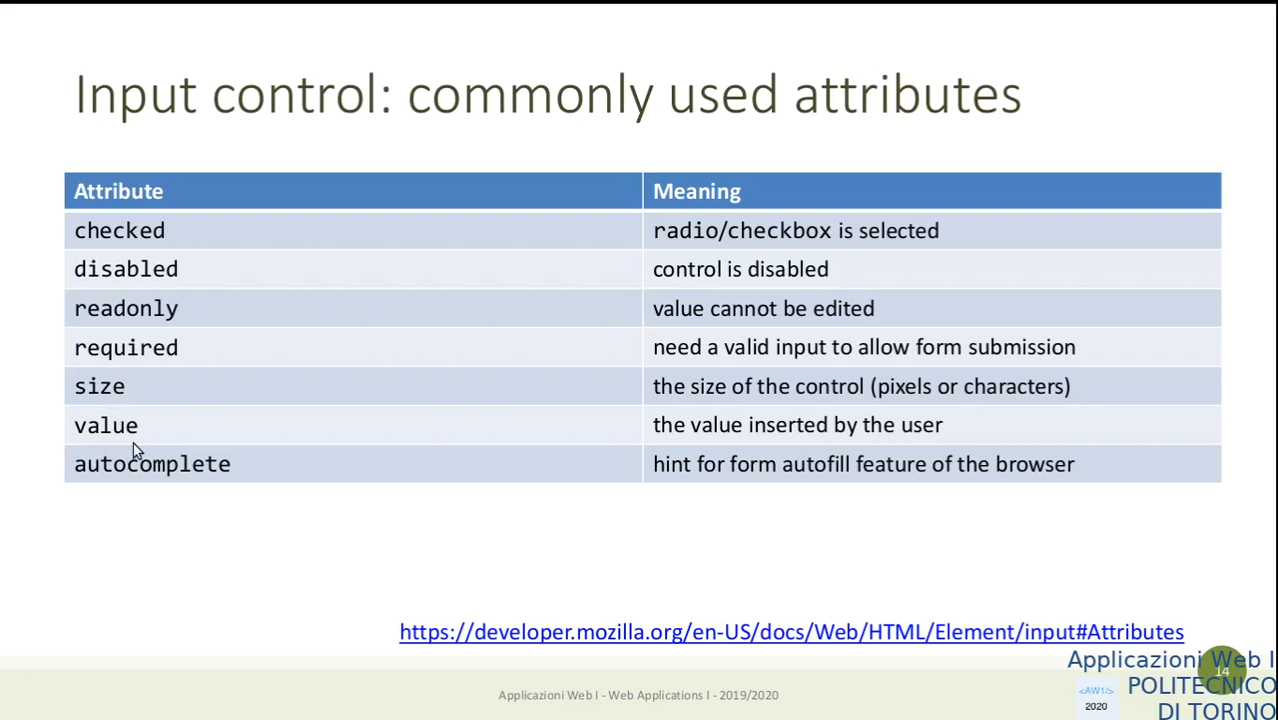 Input control: commonly used attributes
Attribute Meaning
checked radio/checkbox is selected
disabled control is disabled
readonly value cannot be edited
required need a valid input to allow form submission
size the size of the control (pixels or characters)
value the value inserted by the user
autocomplete hint for form autofill feature of the browser
https://developer.mozilla.org/en-US/docs/Web/HTML/Element/input#Attributes
Applicazioni Web I - Web Applications I - 2019/2020
14
Applicazioni Web I
POLITECNICO
DI TORINO
<AW1/>
2020